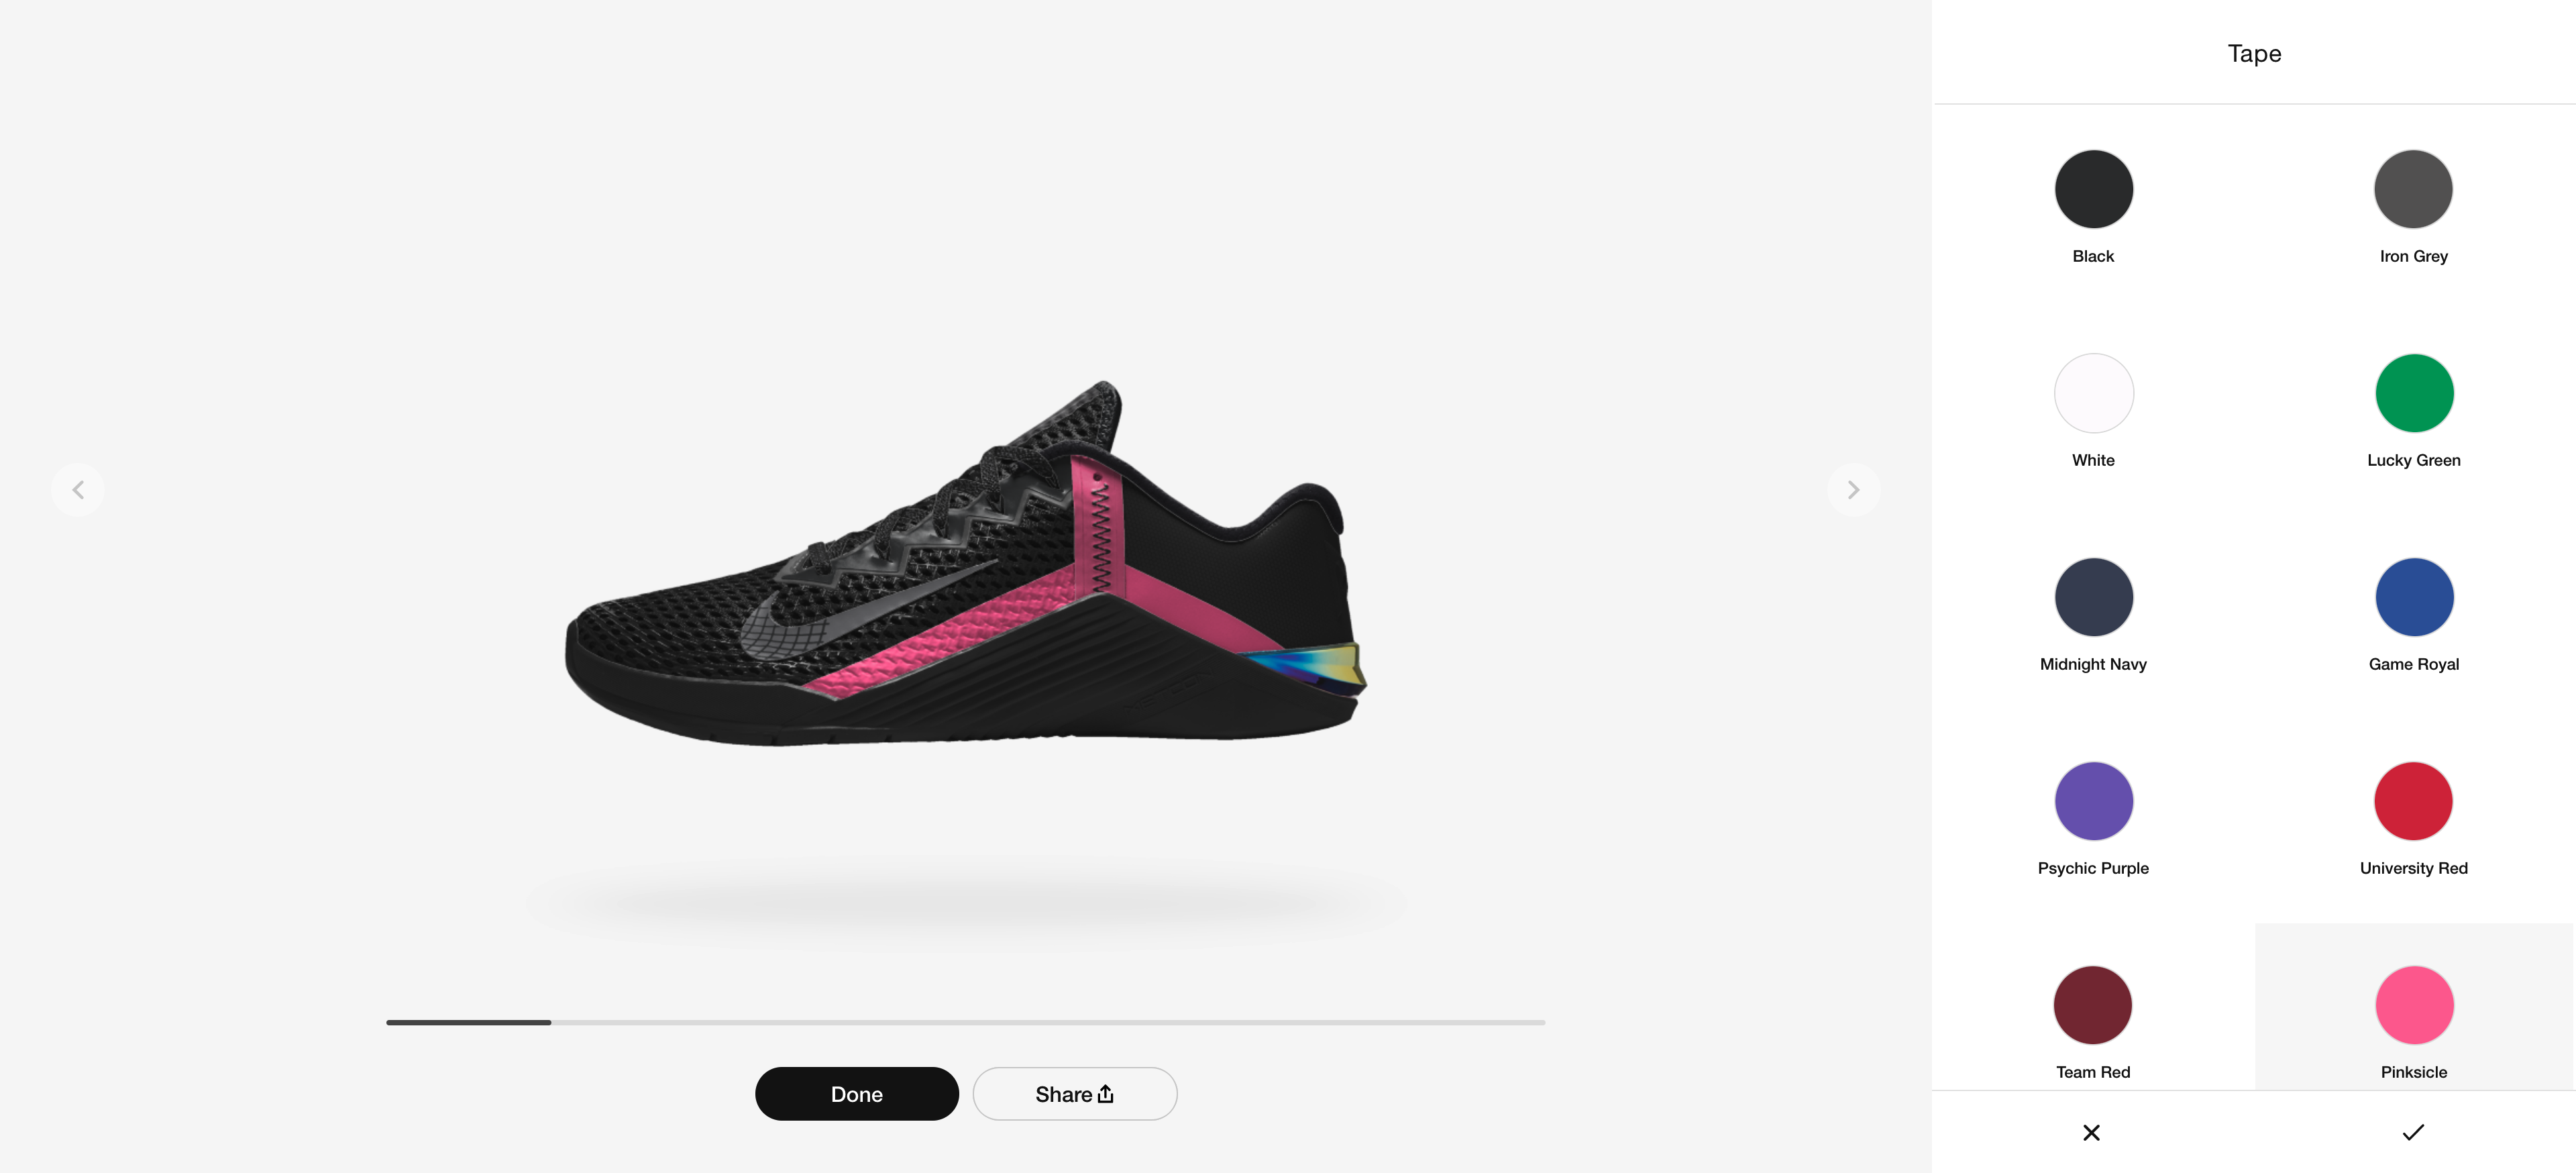 Tape
Black
Iron Grey
White
Lucky Green
Midnight Navy
Game Royal
Psychic Purple
University Red
Team Red
Pinksicle
Done
Share